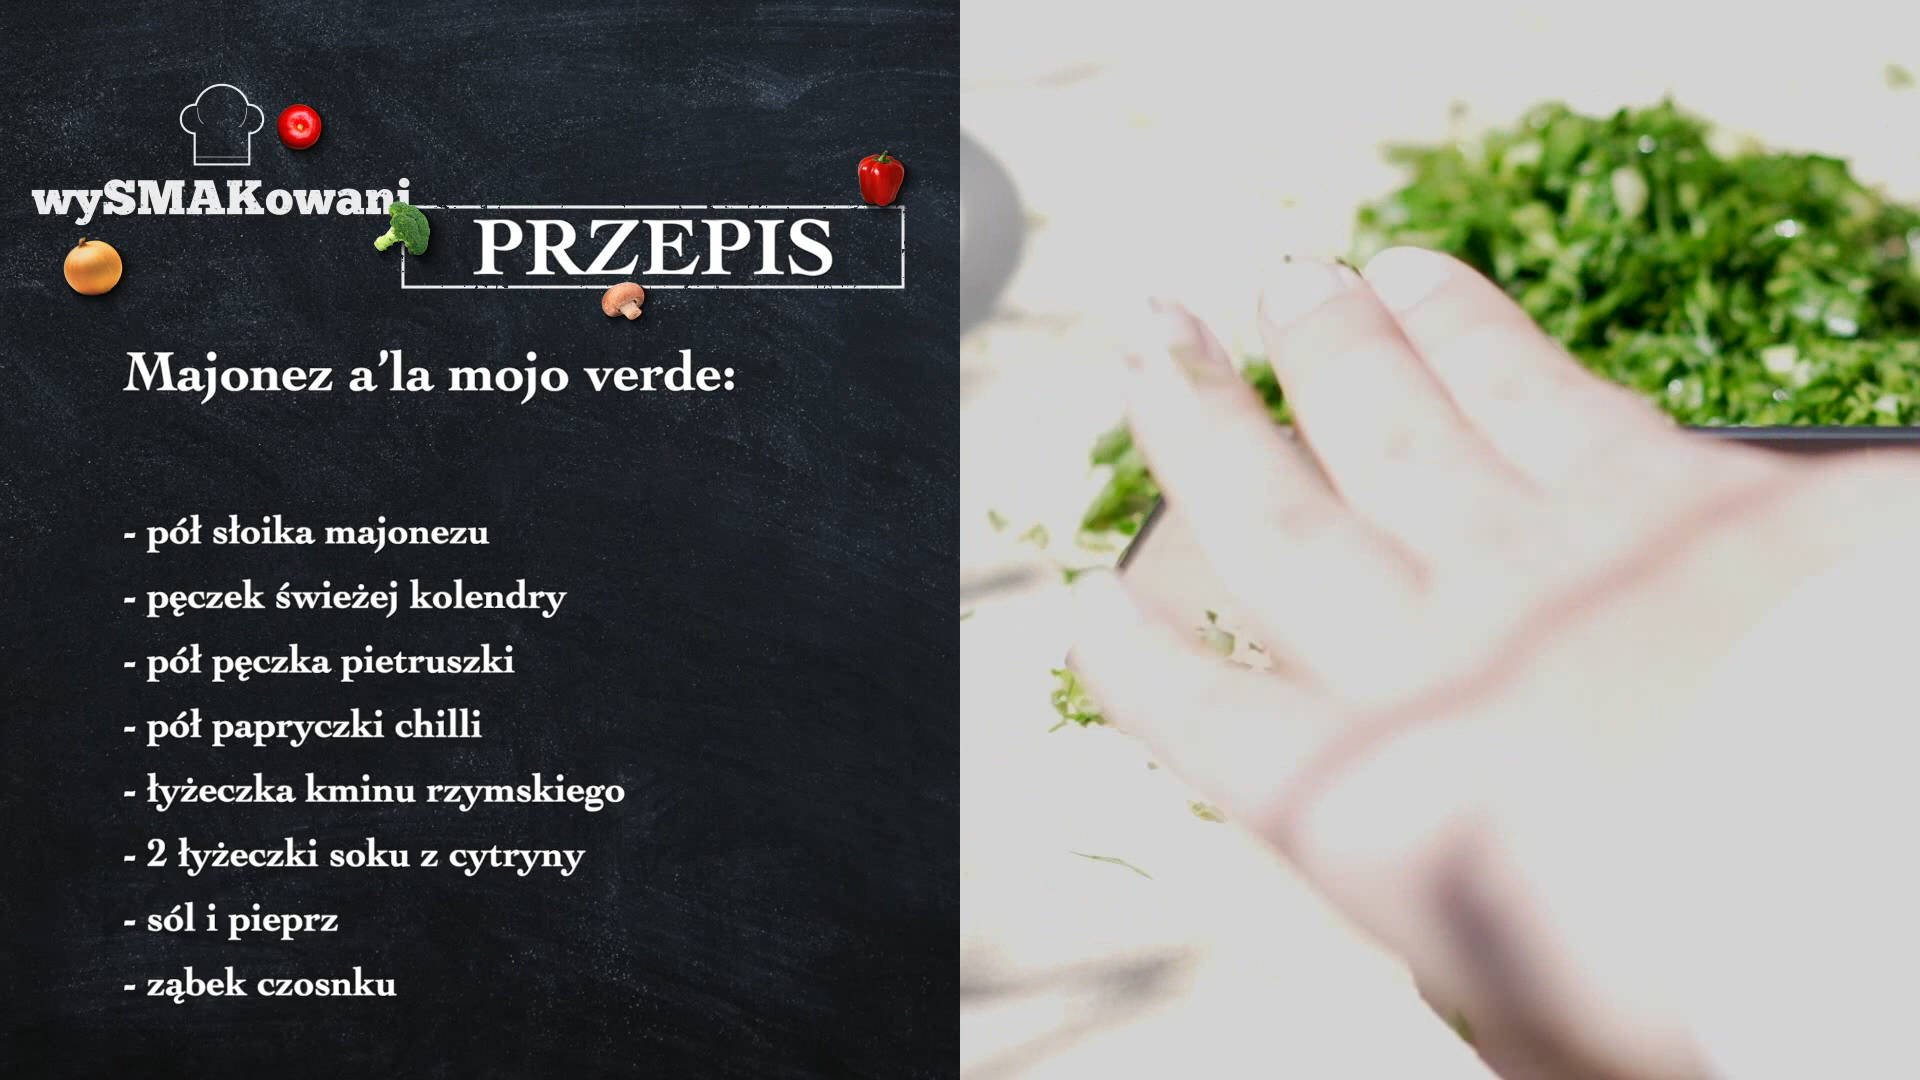 wySMAKowani
PRZEPIS
Majonez a’la mojo verde:
- pół słoika majonezu
- pęczek świeżej kolendry
- pół pęczka pietruszki
- pół papryczki chilli
- łyżeczka kminu rzymskiego
- 2 łyżeczki soku z cytryny
- sól i pieprz
- ząbek czosnku